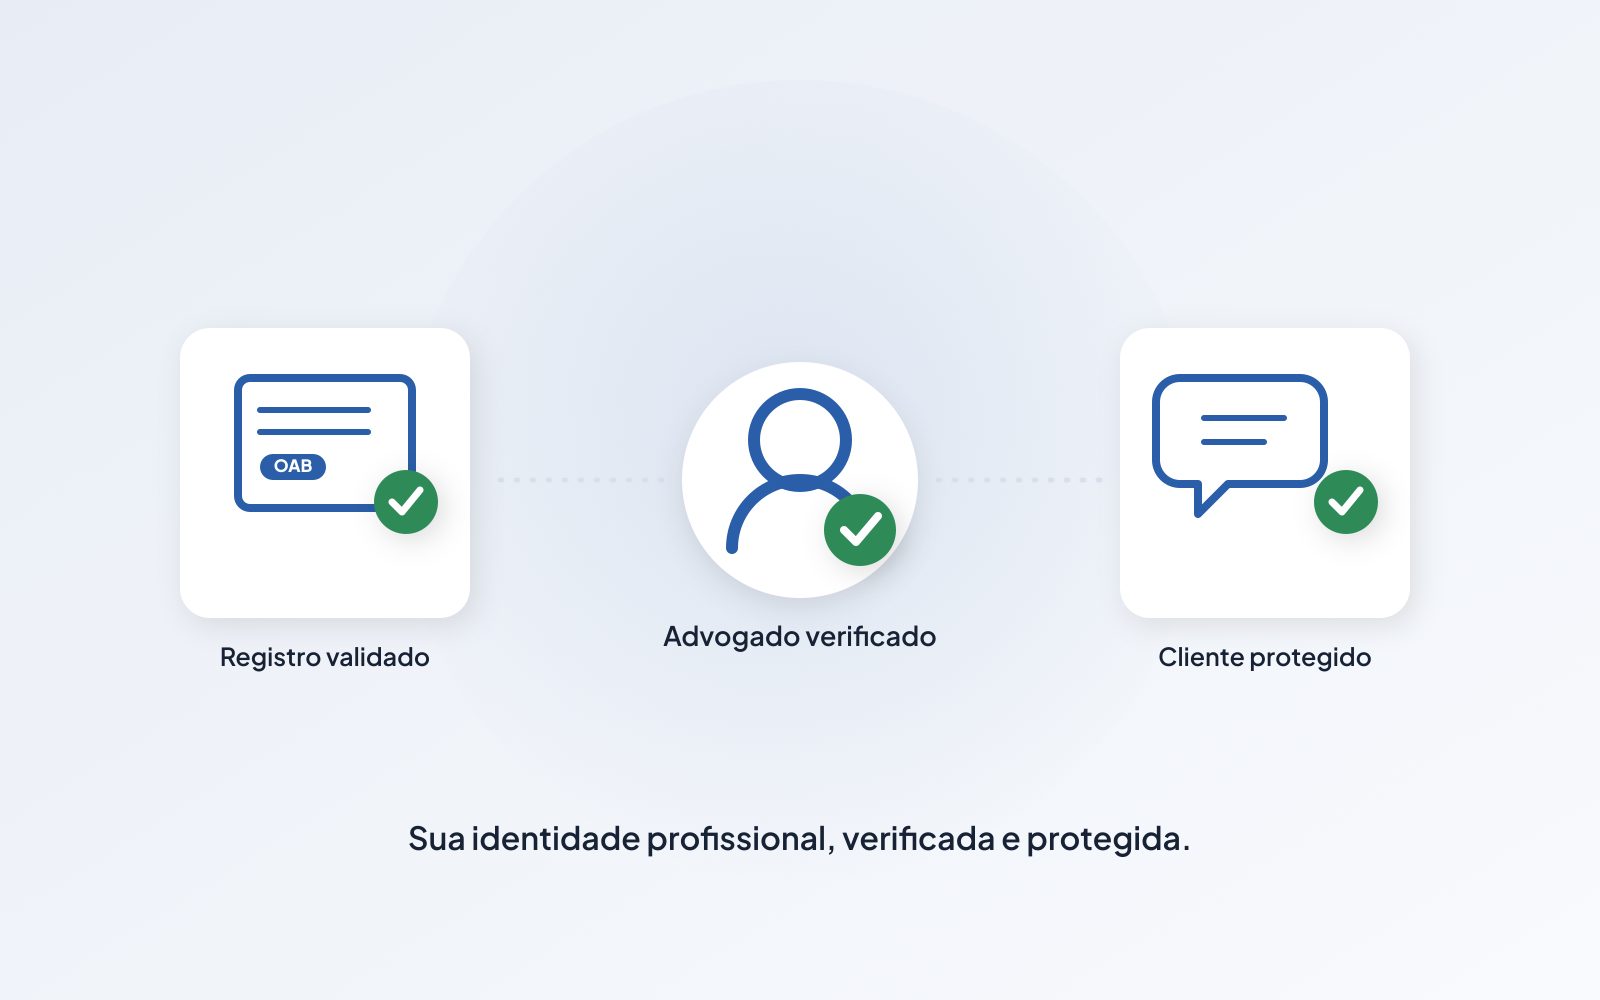 OAB
Registro validado
Advogado verificado
Cliente protegido
Sua identidade profissional, verificada e protegida.